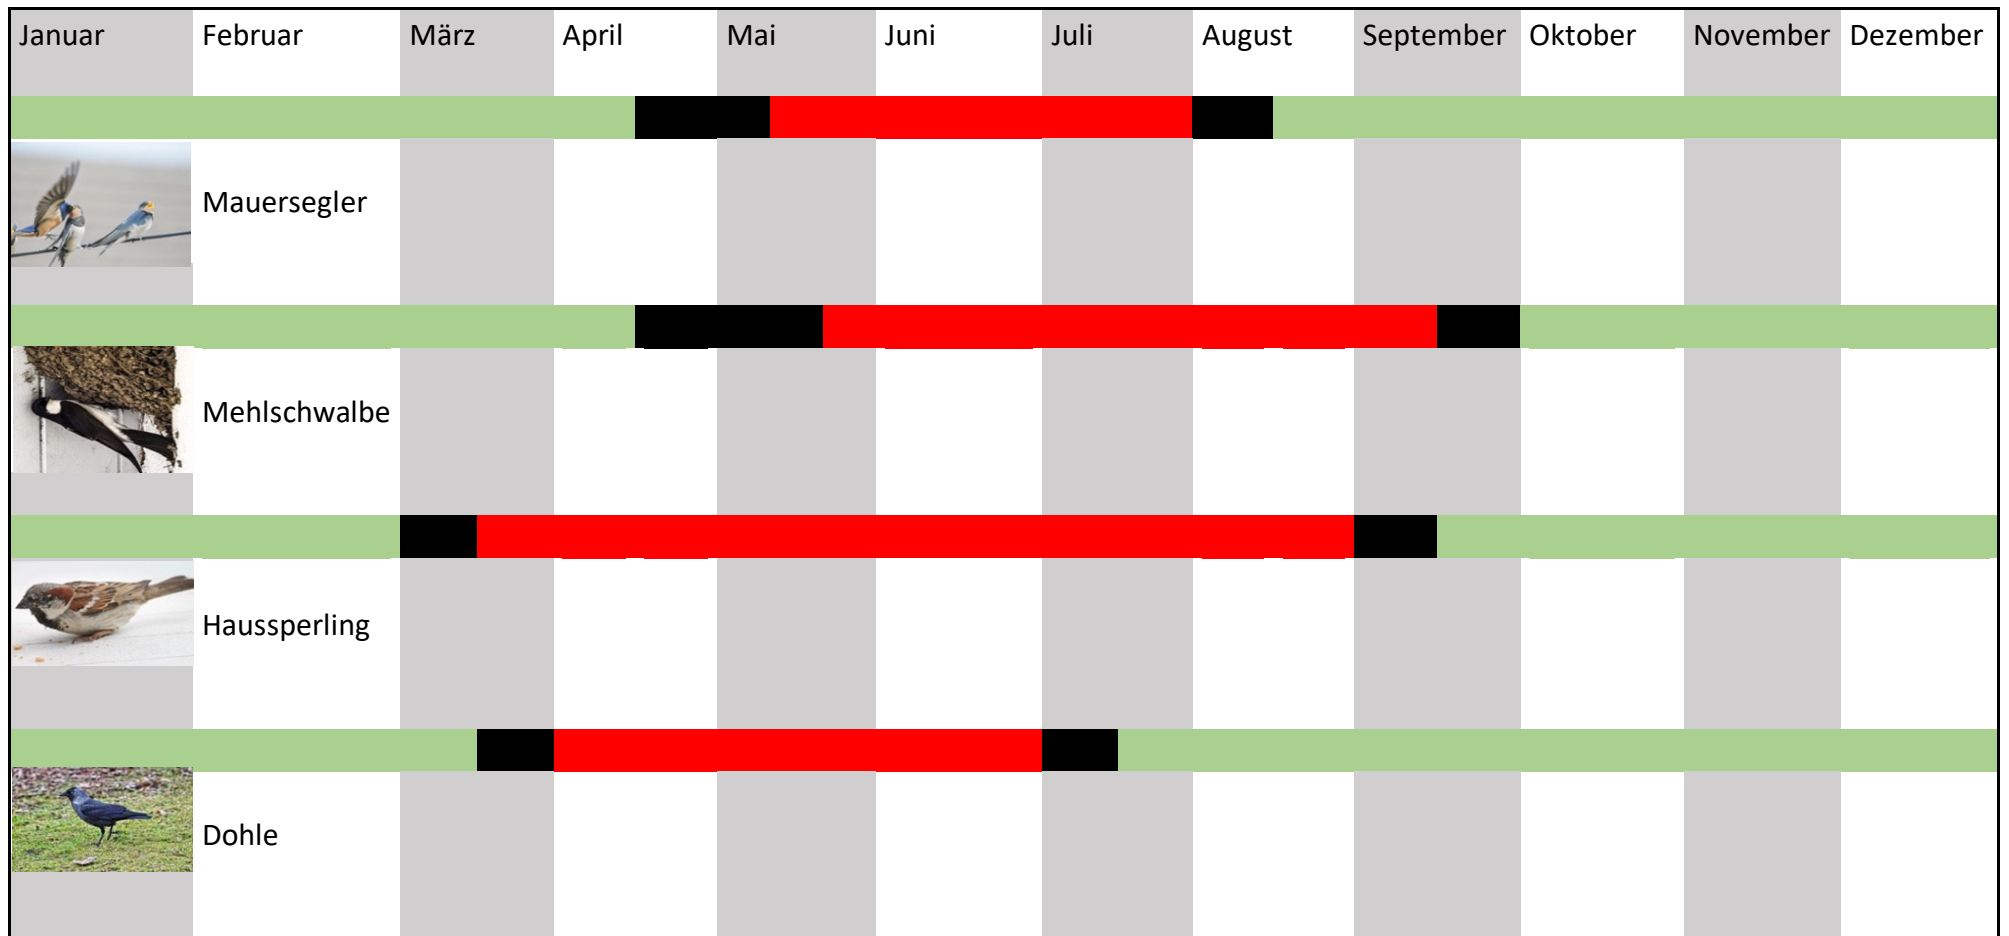 Januar Februar März April Mai Juni Juli August September Oktober November Dezember
Mauersegler
Mehlschwalbe
Haussperling
Dohle